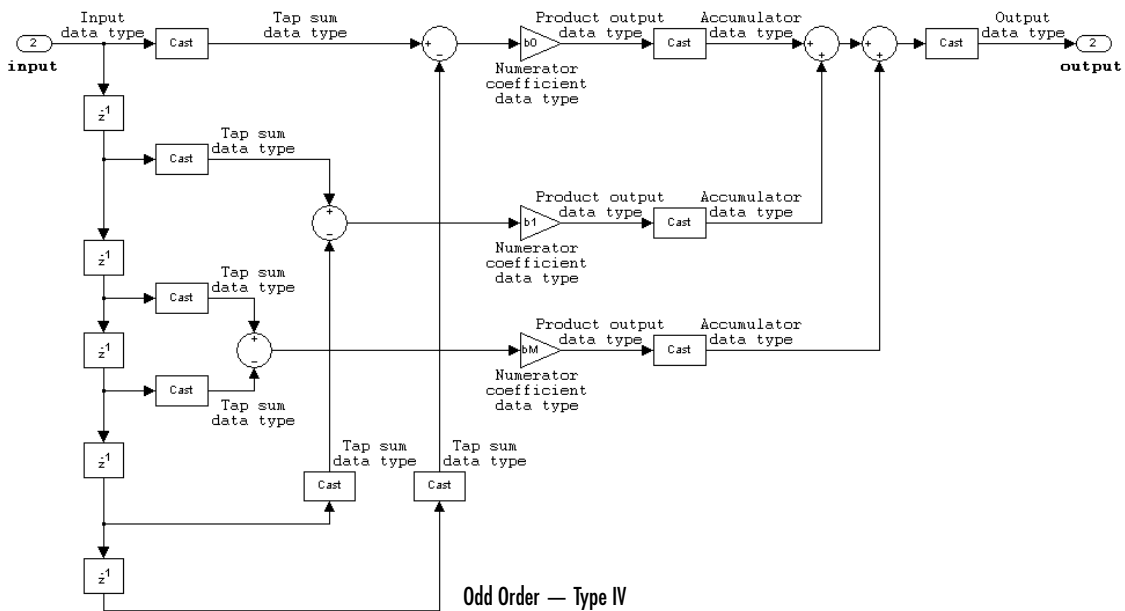 Input
data type
Tap sum
data type
Product output
data type
Accumulator
data type
Output
data type
2
input
Cast
+
−
b0
Cast
+
+
+
+
Cast
2
output
Numerator
coefficient
data type
z-1
Tap sum
data type
Cast
+
−
Product output
data type
Accumulator
data type
b1
Cast
Numerator
coefficient
data type
z-1
Tap sum
data type
Cast
+
−
Product output
data type
Accumulator
data type
z-1
bM
Cast
Numerator
coefficient
data type
Cast
Tap sum
data type
z-1
Tap sum
data type
Tap sum
data type
Cast
Cast
z-1
Odd Order — Type IV